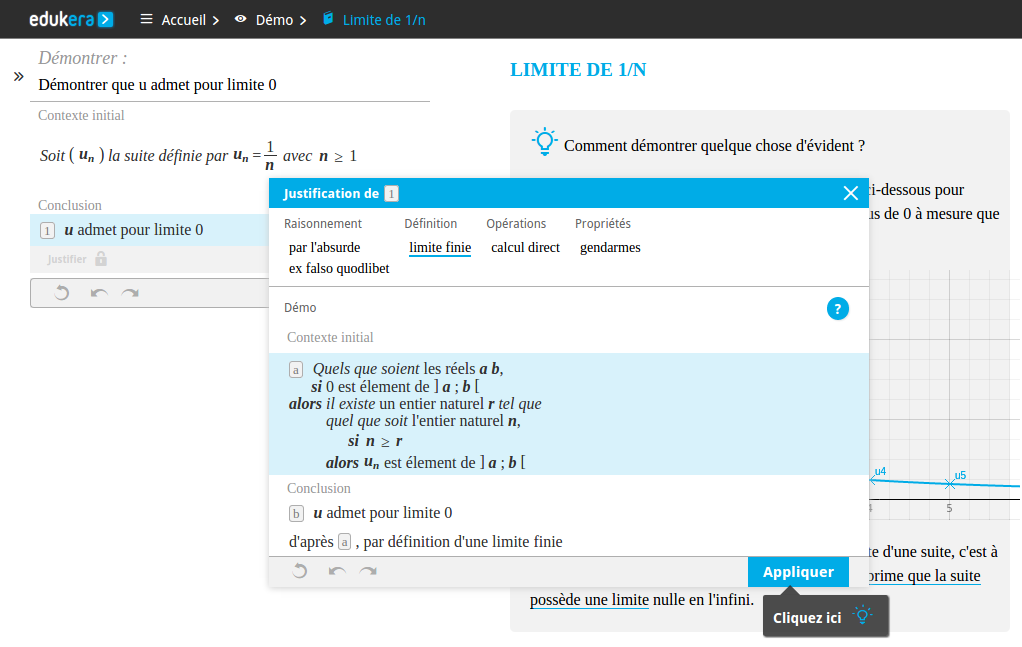 edukera Accueil Démo Limite de 1/n
Démontrer :
Démontrer que u admet pour limite 0
Contexte initial
Soit ( uₙ ) la suite définie par uₙ = 1/n avec n ≥ 1
Conclusion
1 u admet pour limite 0
Justifier
LIMITE DE 1/N
Comment démontrer quelque chose d'évident ?
ci-dessous pour
us de 0 à mesure que
Justification de 1
Raisonnement Définition Opérations Propriétés
par l'absurde limite finie calcul direct gendarmes
ex falso quodlibet
Démo ?
Contexte initial
a Quels que soient les réels a b,
si 0 est élement de ] a ; b [
alors il existe un entier naturel r tel que
quel que soit l'entier naturel n,
si n ≥ r
alors uₙ est élement de ] a ; b [
Conclusion
b u admet pour limite 0
d'après a , par définition d'une limite finie
Appliquer
Cliquez ici
u4 u5
4 5
te d'une suite, c'est à
prime que la suite
possède une limite nulle en l'infini.